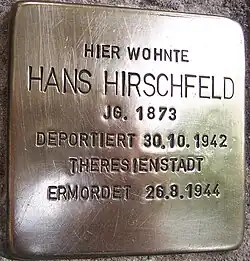 HIER WOHNTE
HANS HIRSCHFELD
JG. 1873
DEPORTIERT 30.10.1942
THERESIENSTADT
ERMORDET 26.8.1944